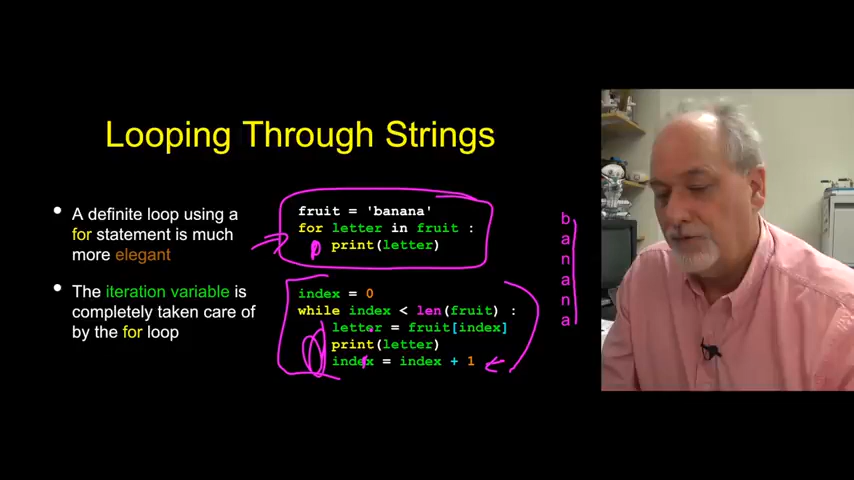 Looping Through Strings
• A definite loop using a
for statement is much
more elegant
• The iteration variable is
completely taken care of
by the for loop
fruit = 'banana'
for letter in fruit :
print(letter)
index = 0
while index < len(fruit) :
letter = fruit[index]
print(letter)
index = index + 1
b
a
n
a
n
a